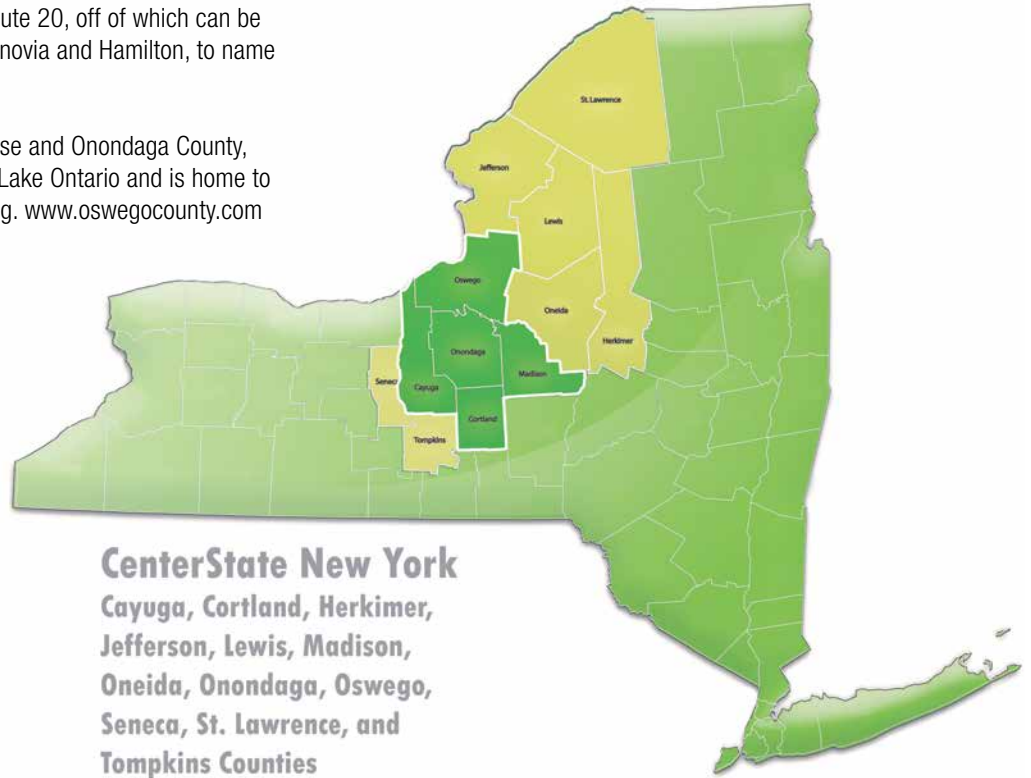 ute 20, off of which can be
novia and Hamilton, to name
se and Onondaga County,
Lake Ontario and is home to
g. www.oswegocounty.com
St. Lawrence
Jefferson
Lewis
Oswego
Oneida
Herkimer
Onondaga
Madison
Seneca
Cayuga
Cortland
Tompkins
CenterState New York
Cayuga, Cortland, Herkimer,
Jefferson, Lewis, Madison,
Oneida, Onondaga, Oswego,
Seneca, St. Lawrence, and
Tompkins Counties